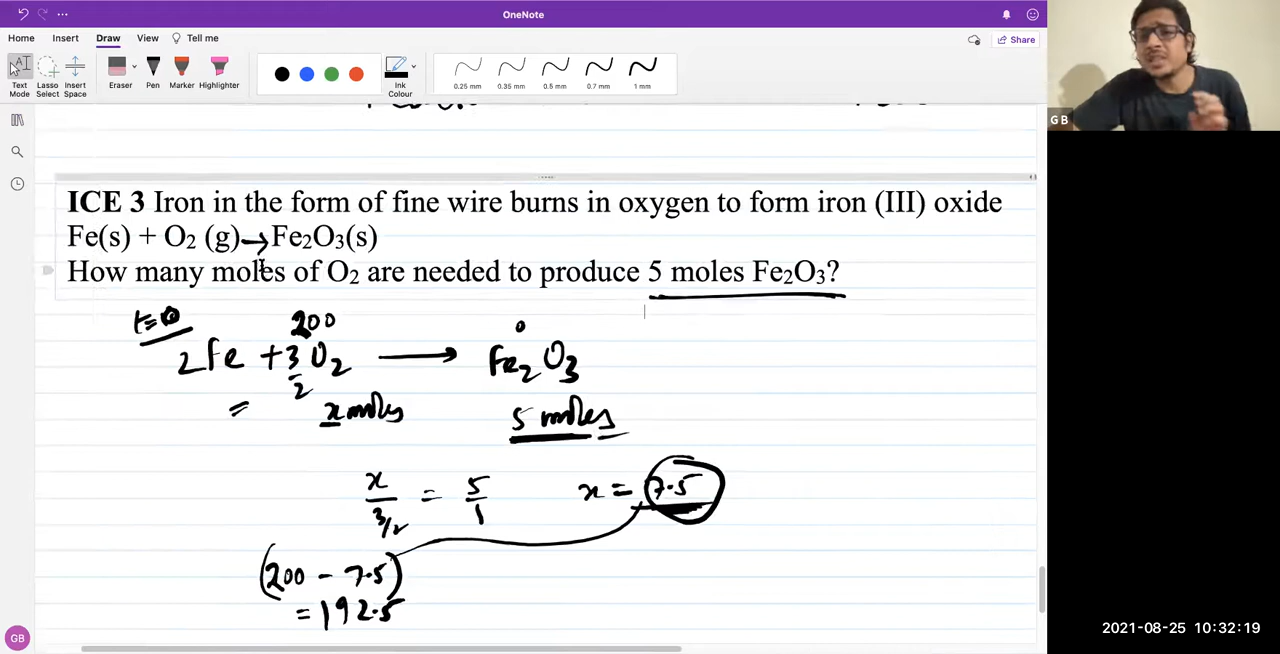 OneNote
Home Insert Draw View Tell me
Share
Text Mode
Lasso Select
Insert Space
Eraser
Pen
Marker
Highlighter
Ink Colour
0.25 mm 0.35 mm 0.5 mm 0.7 mm 1 mm
G B
ICE 3 Iron in the form of fine wire burns in oxygen to form iron (III) oxide
Fe(s) + O₂ (g)→Fe₂O₃(s)
How many moles of O₂ are needed to produce 5 moles Fe₂O₃?
t=0 200 0
2Fe + 3/2 O₂ → Fe₂O₃
= x moles 5 moles
x/(3/2) = 5/1 x = 7.5
(200 - 7.5)
= 192.5
GB
2021-08-25 10:32:19